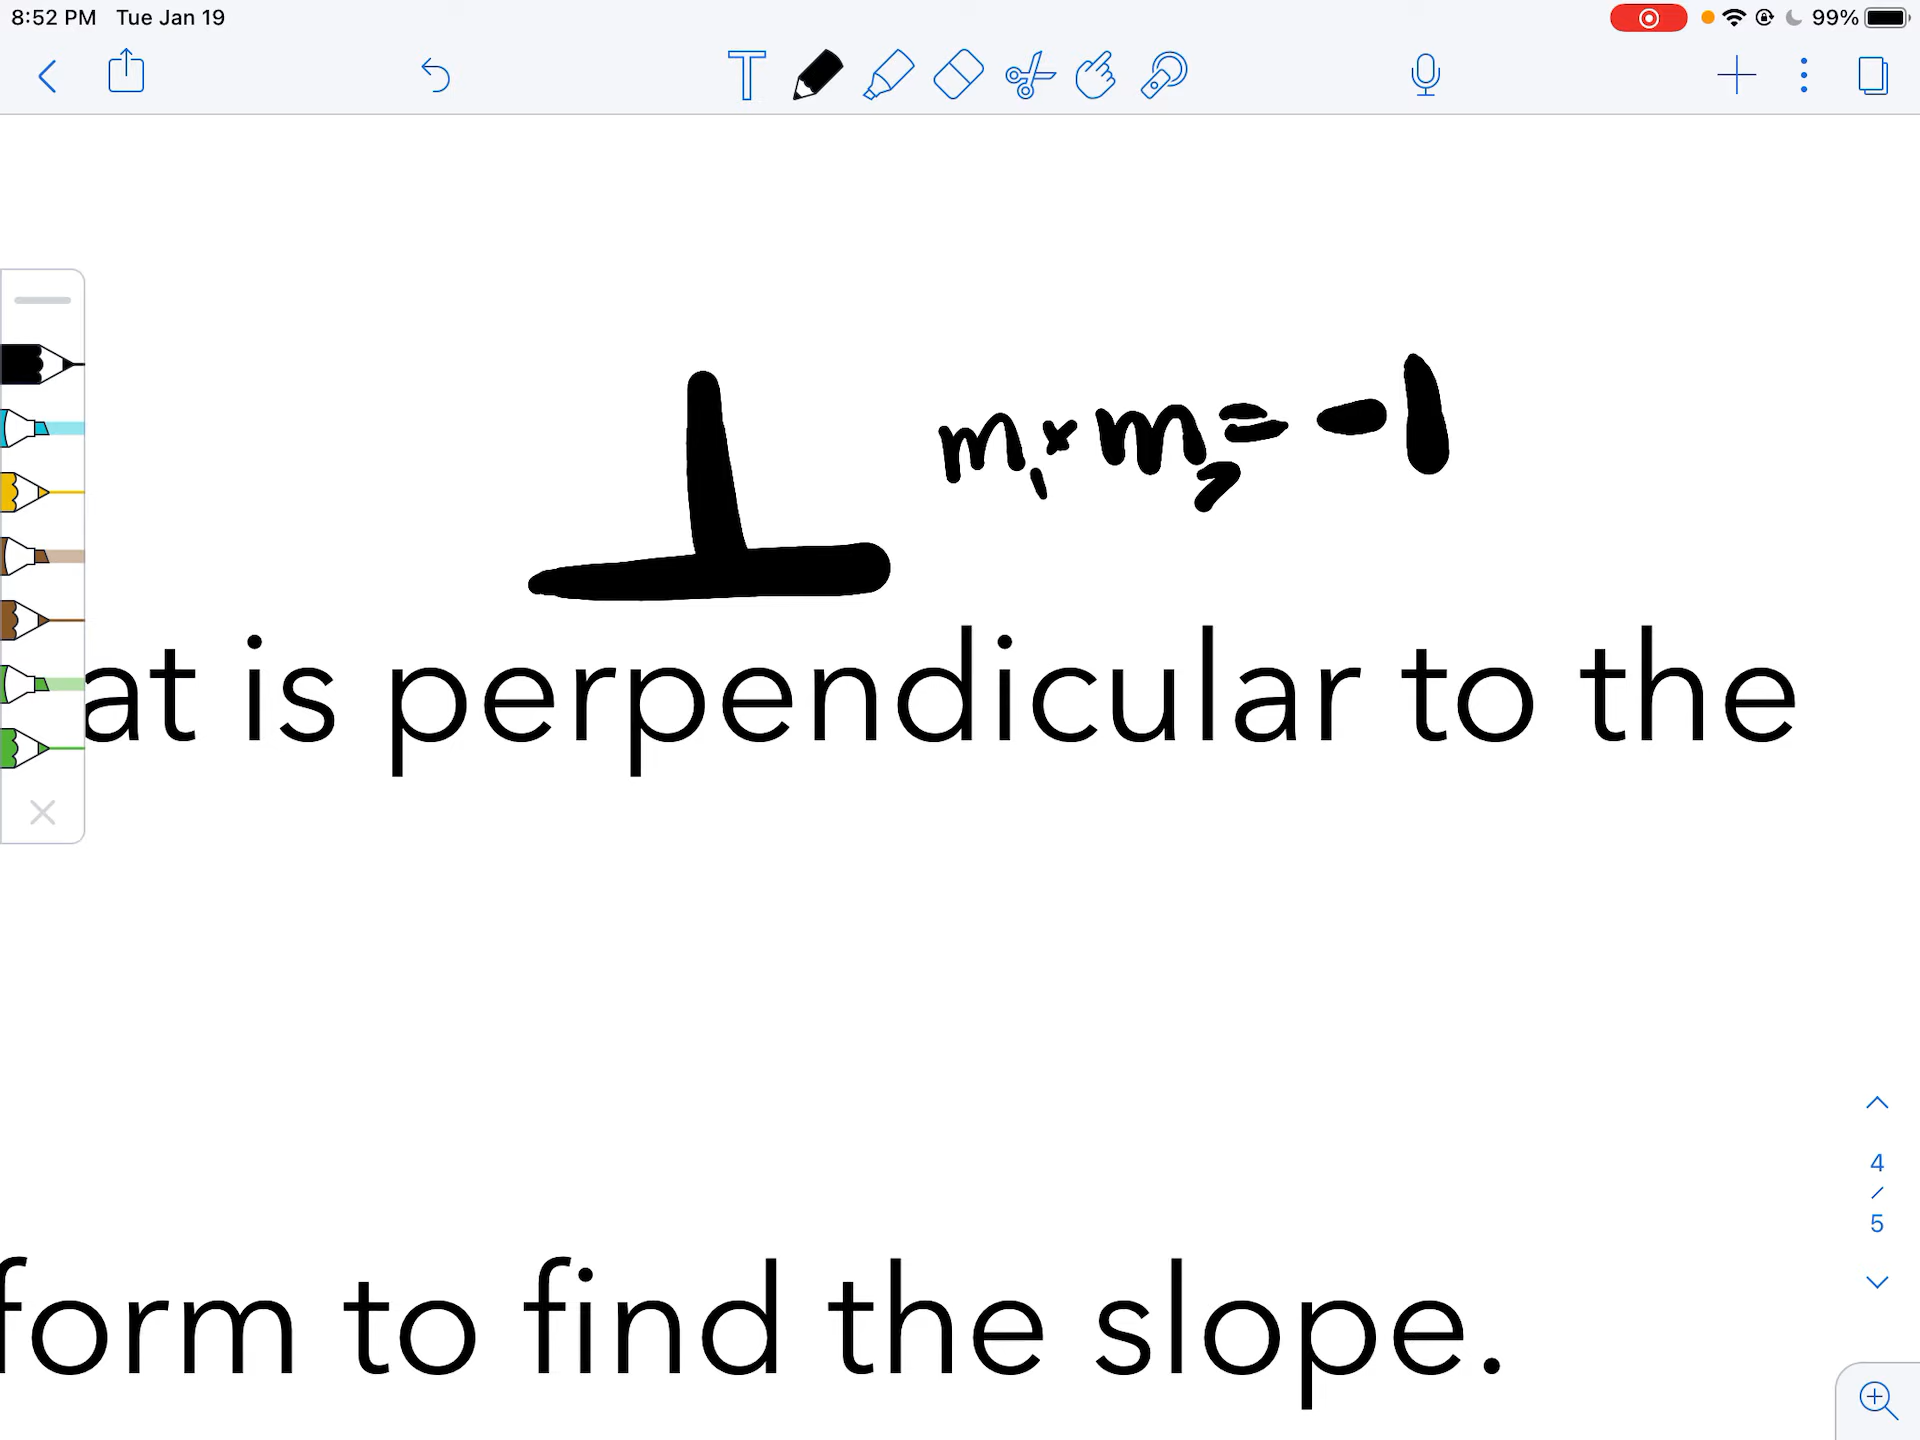 8:52 PM Tue Jan 19 99%
T
⊥ m₁ × m₂ = -1
at is perpendicular to the
4
/
5
form to find the slope.